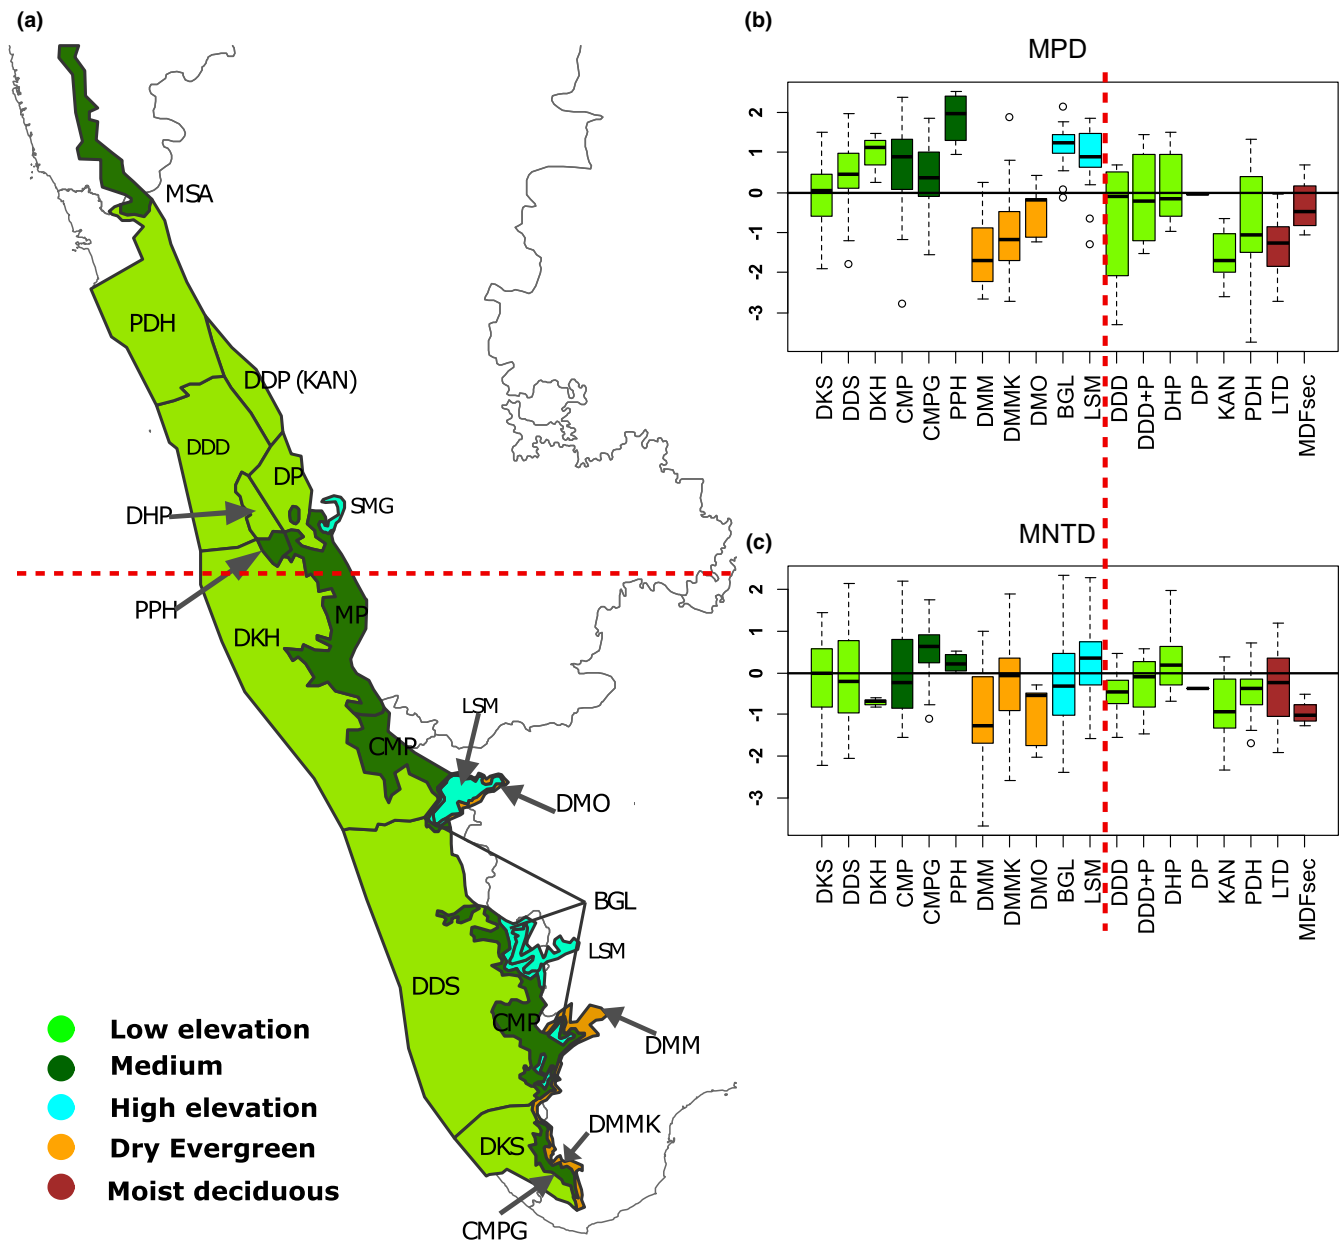 (a)
MSA
PDH
DDP (KAN)
DDD
DP
SMG
DHP
PPH
MP
DKH
LSM
CMP
DMO
BGL
LSM
DDS
CMP
DMM
DMMK
DKS
CMPG
Low elevation
Medium
High elevation
Dry Evergreen
Moist deciduous
(b)
MPD
2
1
0
-1
-2
-3
DKS
DDS
DKH
CMP
CMPG
PPH
DMM
DMMK
DMO
BGL
LSM
DDD
DDD+P
DHP
DP
KAN
PDH
LTD
MDFsec
(c)
MNTD
2
1
0
-1
-2
-3
DKS
DDS
DKH
CMP
CMPG
PPH
DMM
DMMK
DMO
BGL
LSM
DDD
DDD+P
DHP
DP
KAN
PDH
LTD
MDFsec